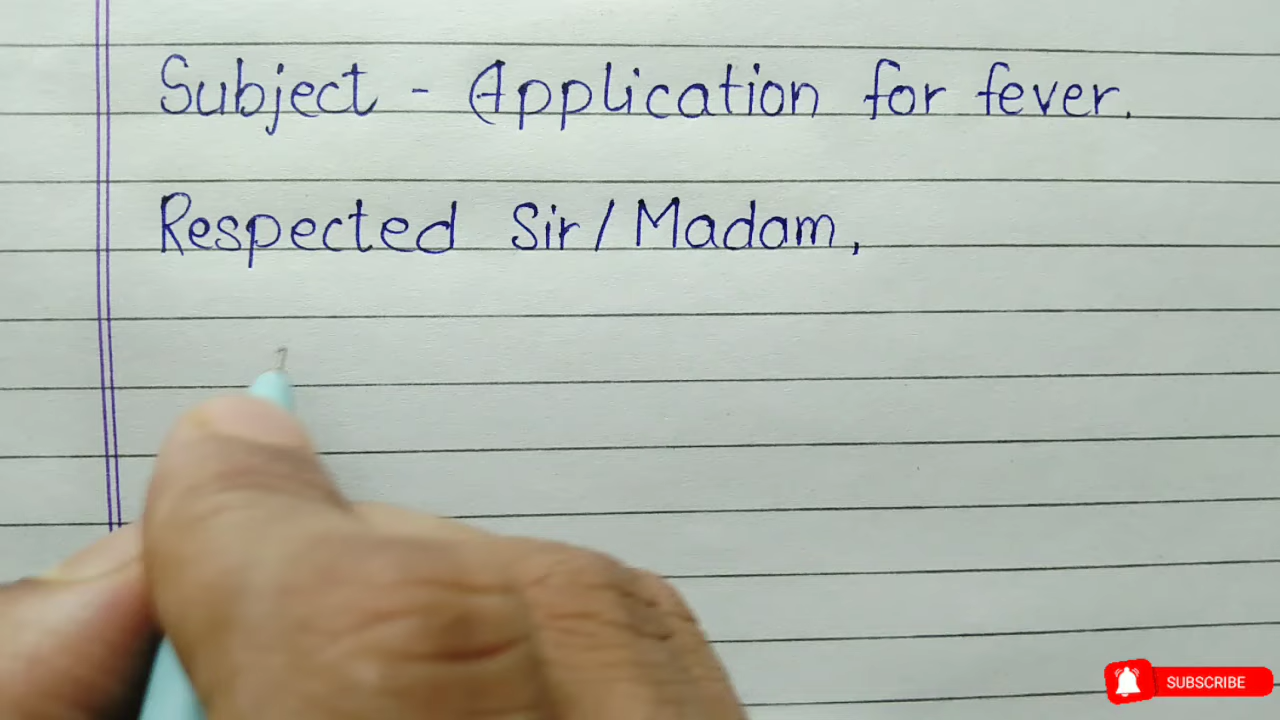 Subject - Application for fever.
Respected Sir/Madam,
SUBSCRIBE